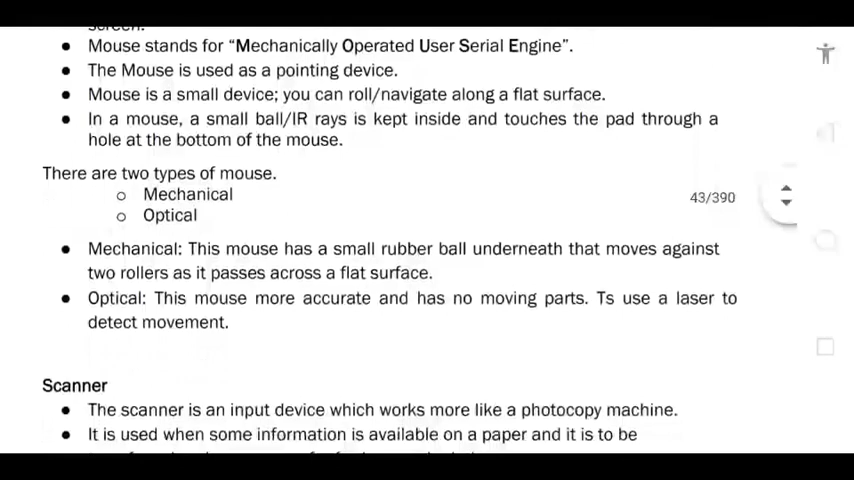 screen.
● Mouse stands for “Mechanically Operated User Serial Engine”.
● The Mouse is used as a pointing device.
● Mouse is a small device; you can roll/navigate along a flat surface.
● In a mouse, a small ball/IR rays is kept inside and touches the pad through a
hole at the bottom of the mouse.
There are two types of mouse.
○ Mechanical
43/390
○ Optical
● Mechanical: This mouse has a small rubber ball underneath that moves against
two rollers as it passes across a flat surface.
● Optical: This mouse more accurate and has no moving parts. Ts use a laser to
detect movement.
Scanner
● The scanner is an input device which works more like a photocopy machine.
● It is used when some information is available on a paper and it is to be